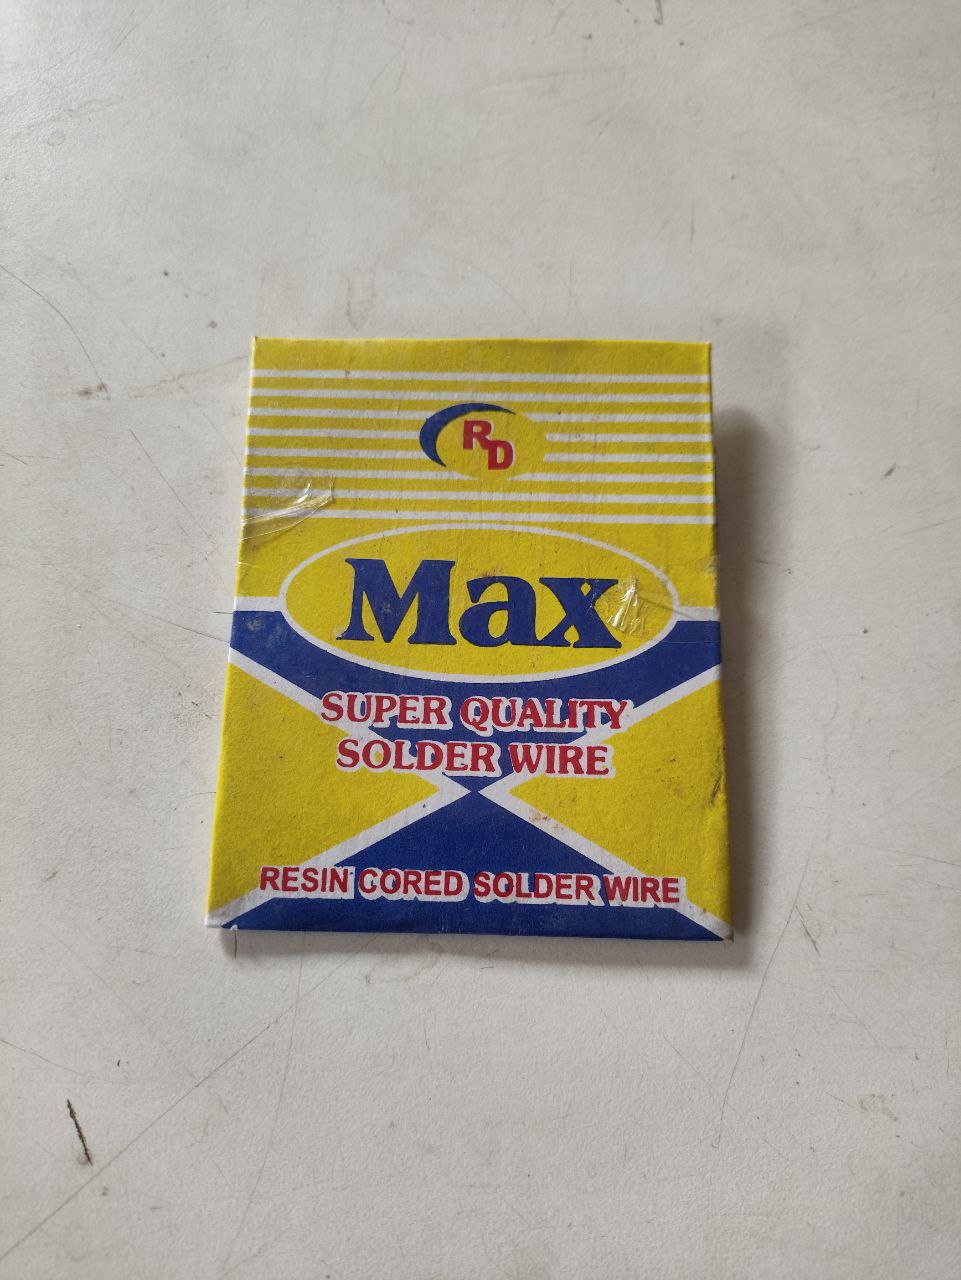 RD
Max
SUPER QUALITY
SOLDER WIRE
RESIN CORED SOLDER WIRE